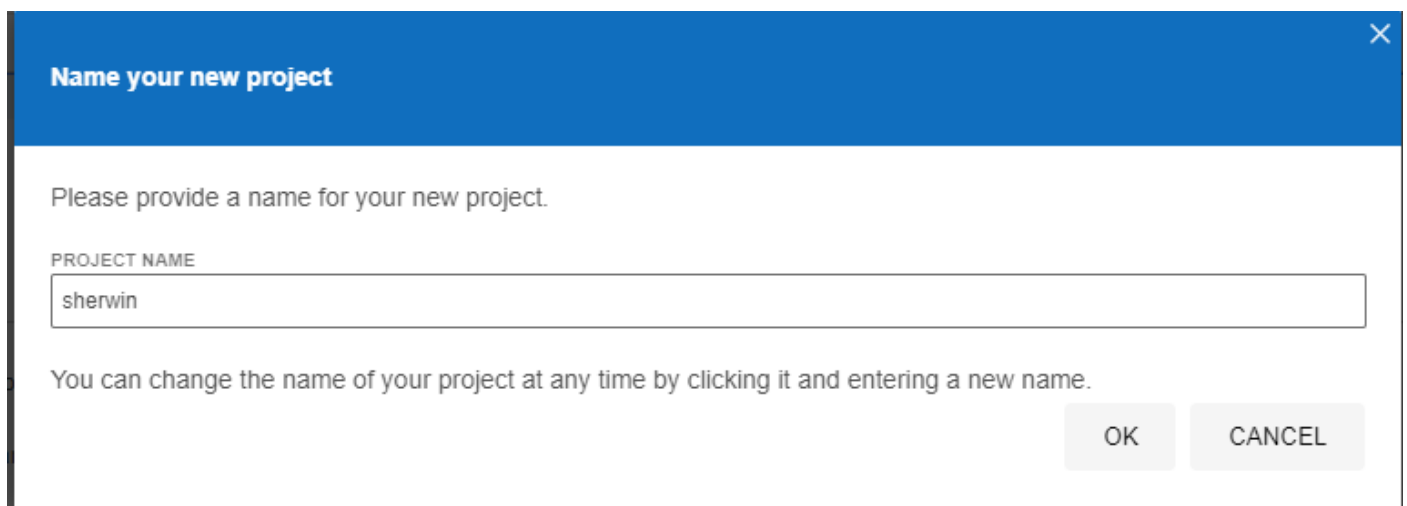 Name your new project
Please provide a name for your new project.
PROJECT NAME
sherwin
You can change the name of your project at any time by clicking it and entering a new name.
OK
CANCEL